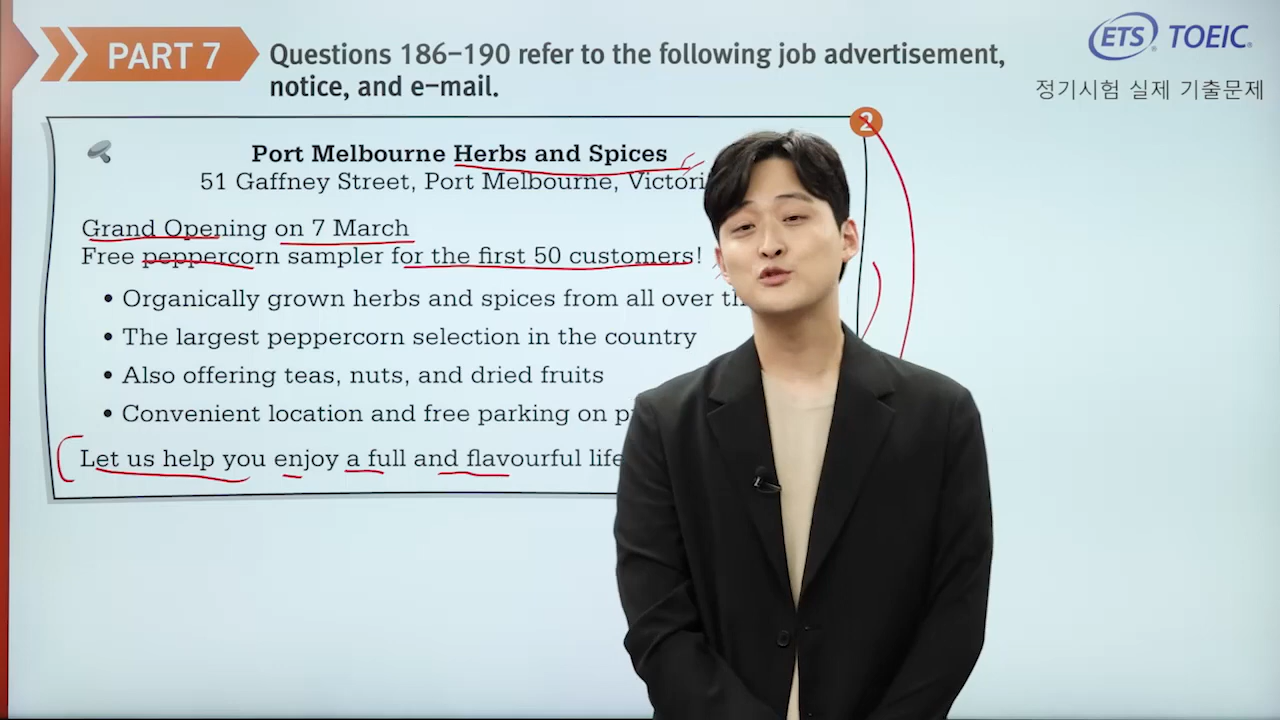 PART 7
Questions 186–190 refer to the following job advertisement,
notice, and e-mail.
ETS TOEIC
정기시험 실제 기출문제
2
Port Melbourne Herbs and Spices
51 Gaffney Street, Port Melbourne,
Grand Opening on 7 March
Free peppercorn sampler for the first 50 customers!
• Organically grown herbs and spices from all over
• The largest peppercorn selection in the country
• Also offering teas, nuts, and dried fruits
• Convenient location and free parking on
Let us help you enjoy a full and flavourful life